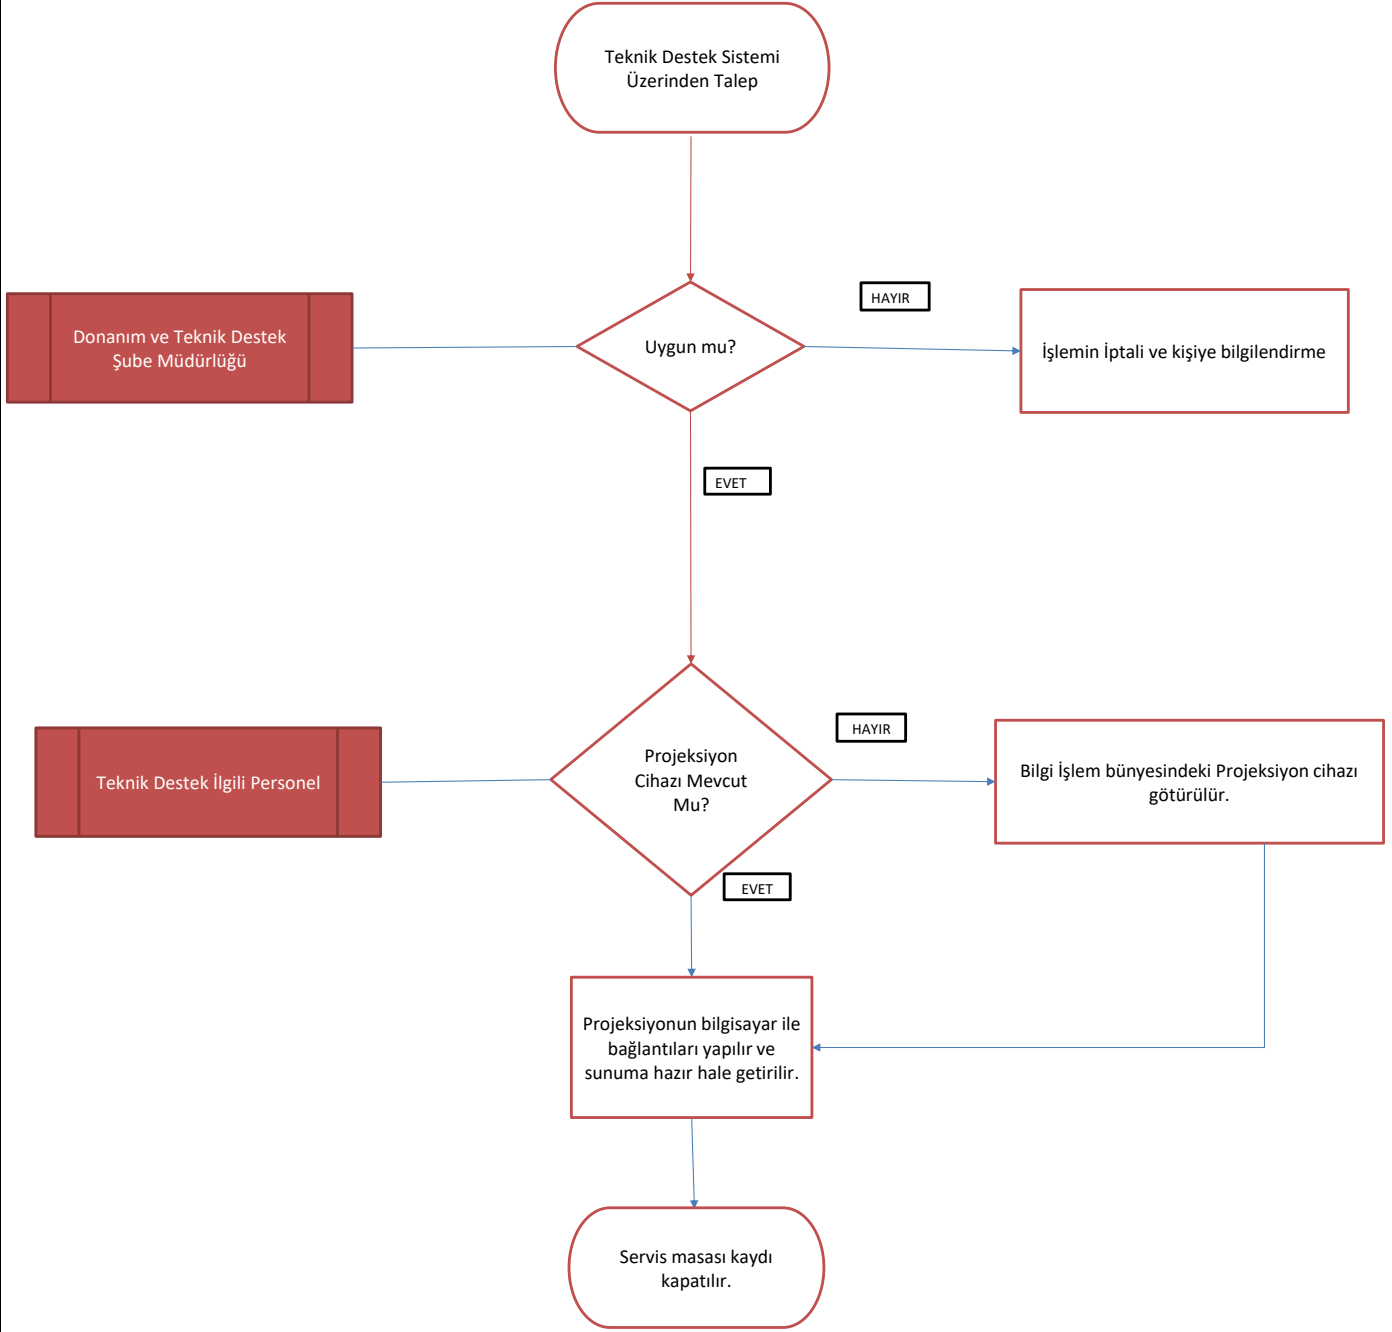 Teknik Destek Sistemi
Üzerinden Talep
HAYIR
Donanım ve Teknik Destek
Şube Müdürlüğü
Uygun mu?
İşlemin İptali ve kişiye bilgilendirme
EVET
HAYIR
Teknik Destek İlgili Personel
Projeksiyon
Cihazı Mevcut
Mu?
Bilgi İşlem bünyesindeki Projeksiyon cihazı
götürülür.
EVET
Projeksiyonun bilgisayar ile
bağlantıları yapılır ve
sunuma hazır hale getirilir.
Servis masası kaydı
kapatılır.